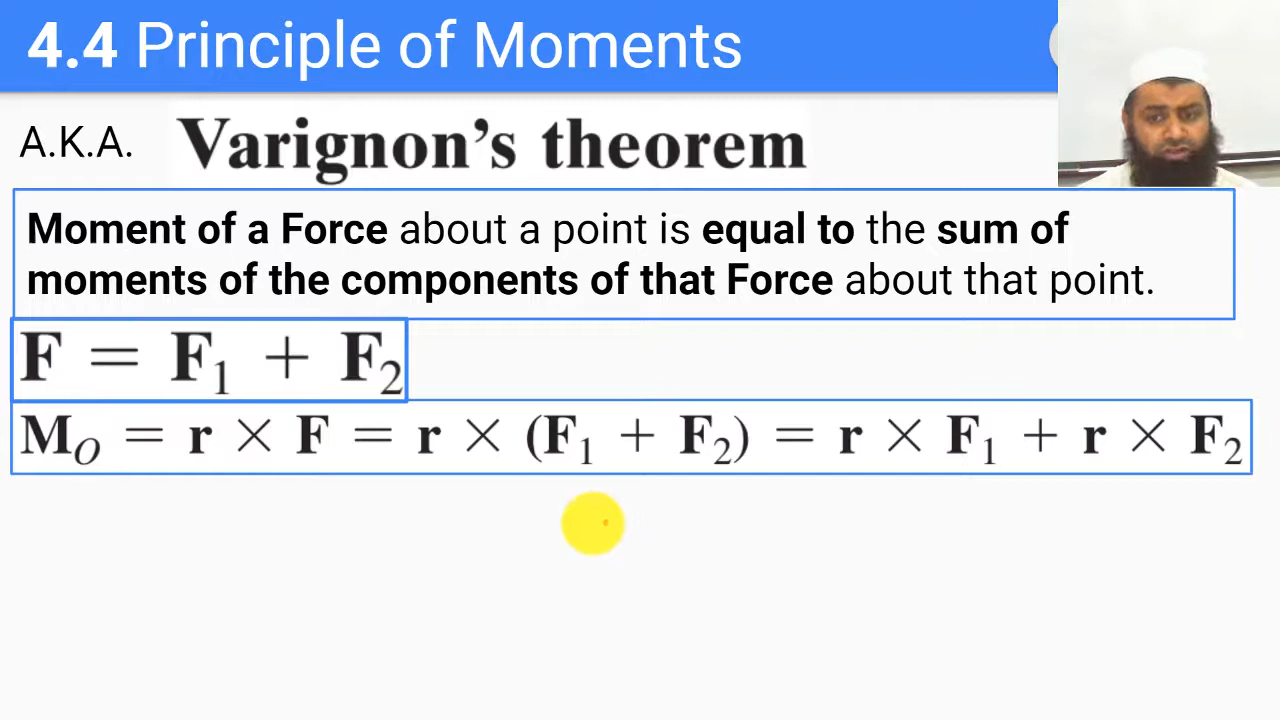 4.4 Principle of Moments
A.K.A. Varignon's theorem
Moment of a Force about a point is equal to the sum of
moments of the components of that Force about that point.
F = F₁ + F₂
M_O = r × F = r × (F₁ + F₂) = r × F₁ + r × F₂